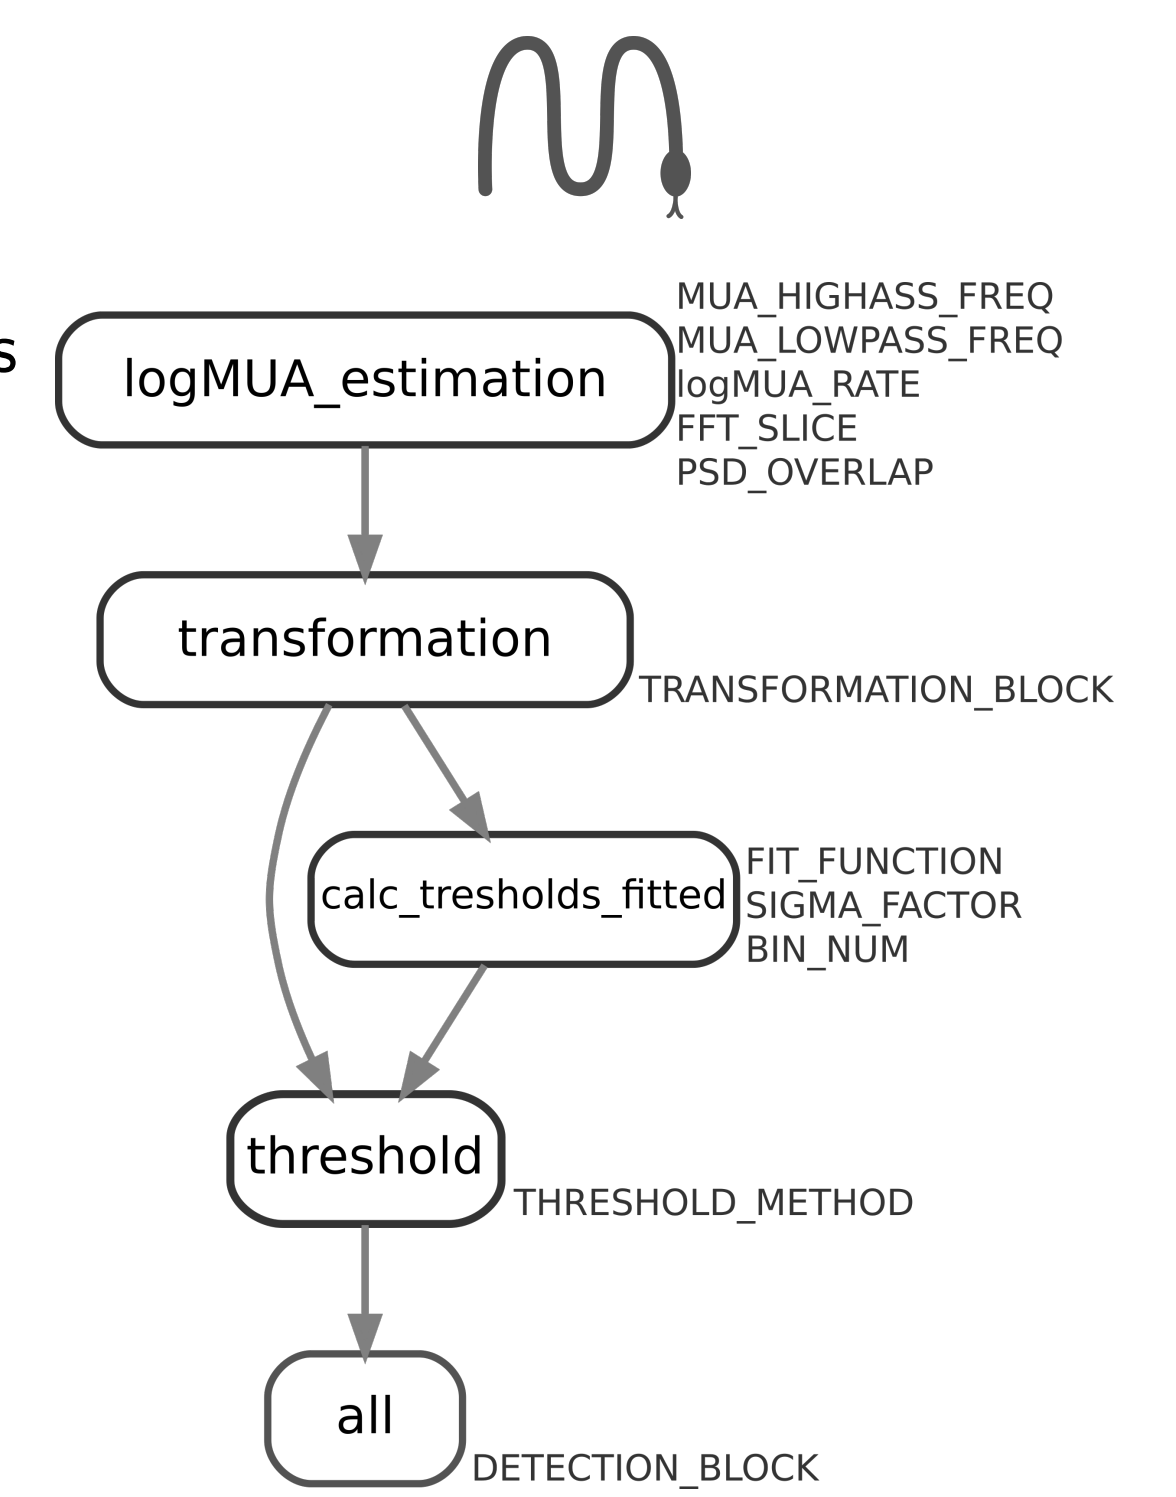 MUA_HIGHASS_FREQ
s
MUA_LOWPASS_FREQ
logMUA_estimation
logMUA_RATE
FFT_SLICE
PSD_OVERLAP
transformation
TRANSFORMATION_BLOCK
calc_tresholds_fitted
FIT_FUNCTION
SIGMA_FACTOR
BIN_NUM
threshold
THRESHOLD_METHOD
all
DETECTION_BLOCK